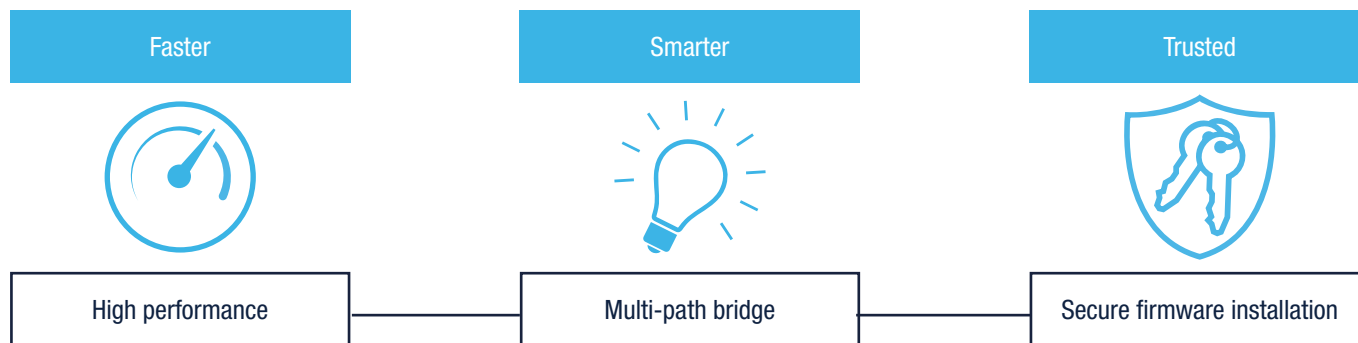 Faster
Smarter
Trusted
High performance
Multi-path bridge
Secure firmware installation